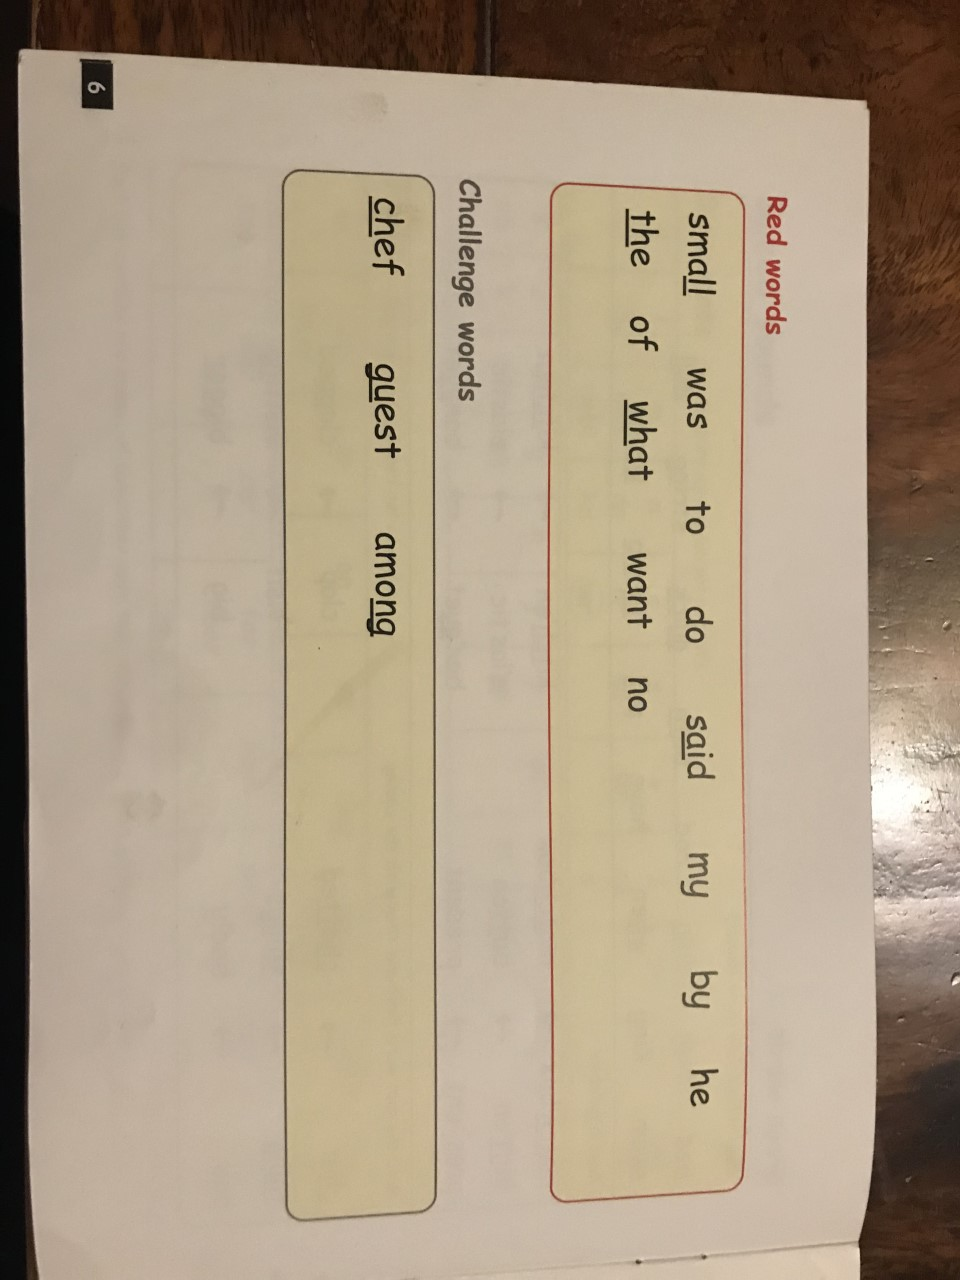 Red words
small was to do said my by he
the of what want no
Challenge words
chef guest among
6